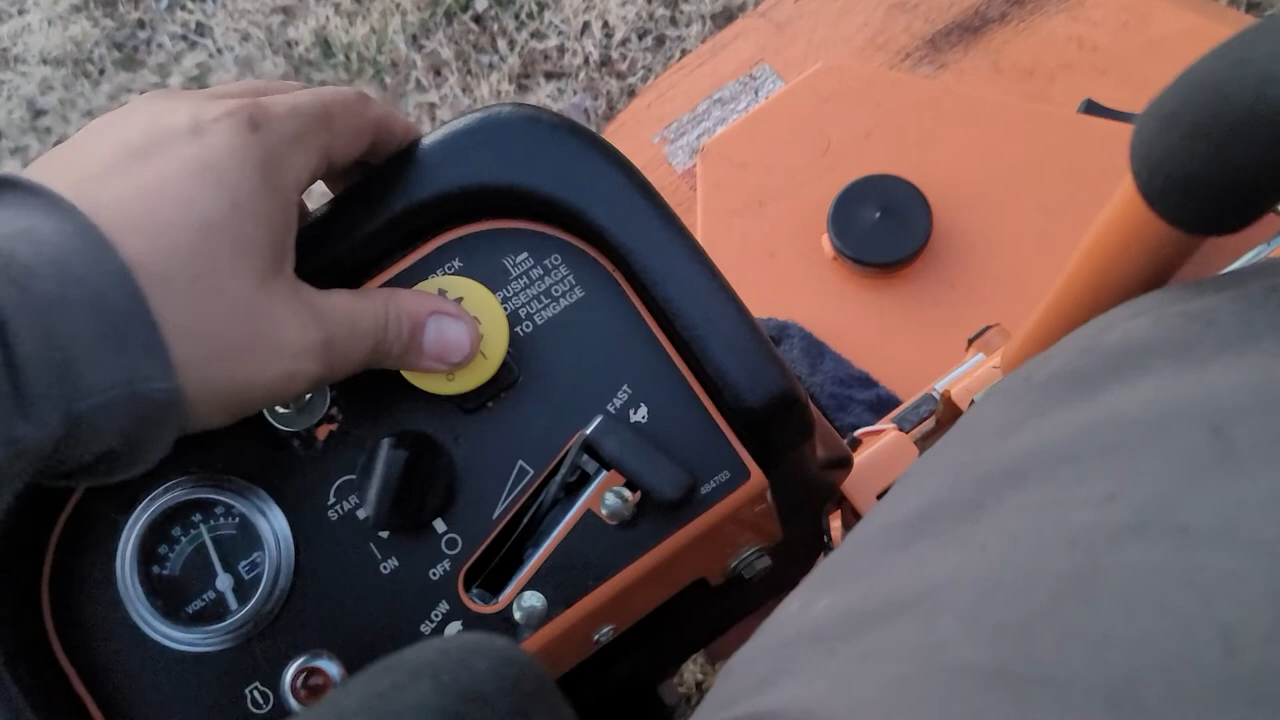 DECK
PUSH IN TO
DISENGAGE
PULL OUT
TO ENGAGE
FAST
484703
START
ON
OFF
SLOW
VOLTS